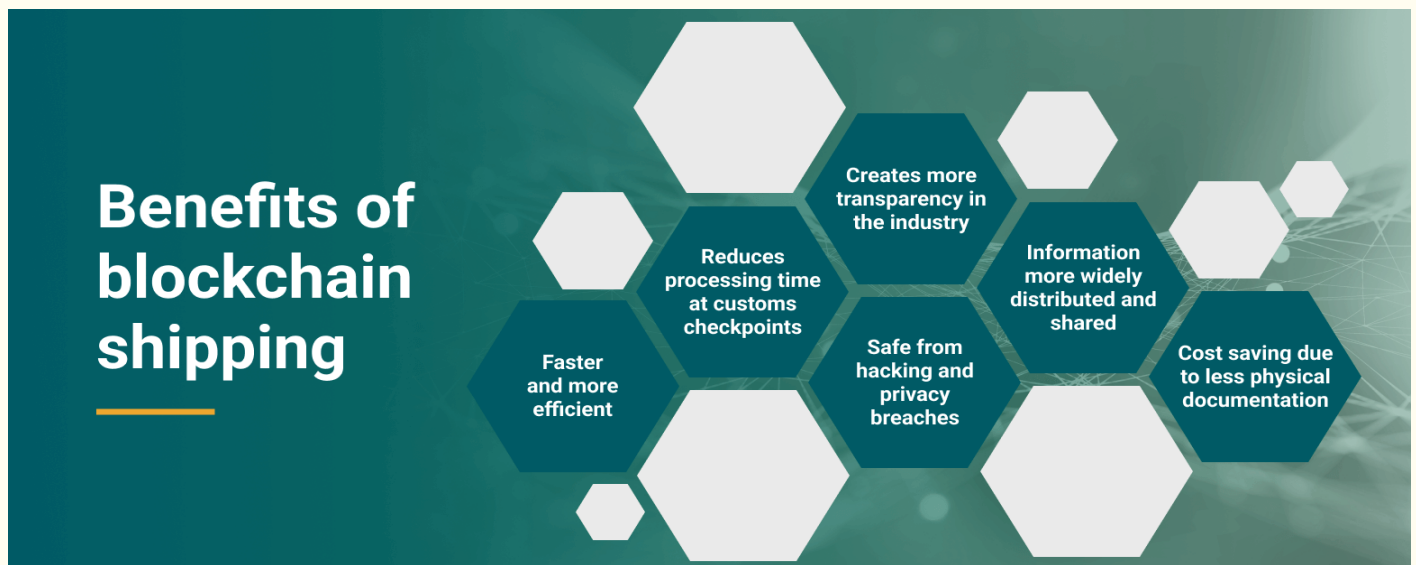 Benefits of
blockchain
shipping
Faster
and more
efficient
Reduces
processing time
at customs
checkpoints
Creates more
transparency in
the industry
Safe from
hacking and
privacy
breaches
Information
more widely
distributed and
shared
Cost saving due
to less physical
documentation